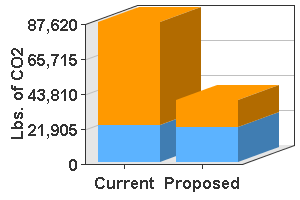 87,620
65,715
43,810
21,905
0
Lbs. of CO2
Current Proposed